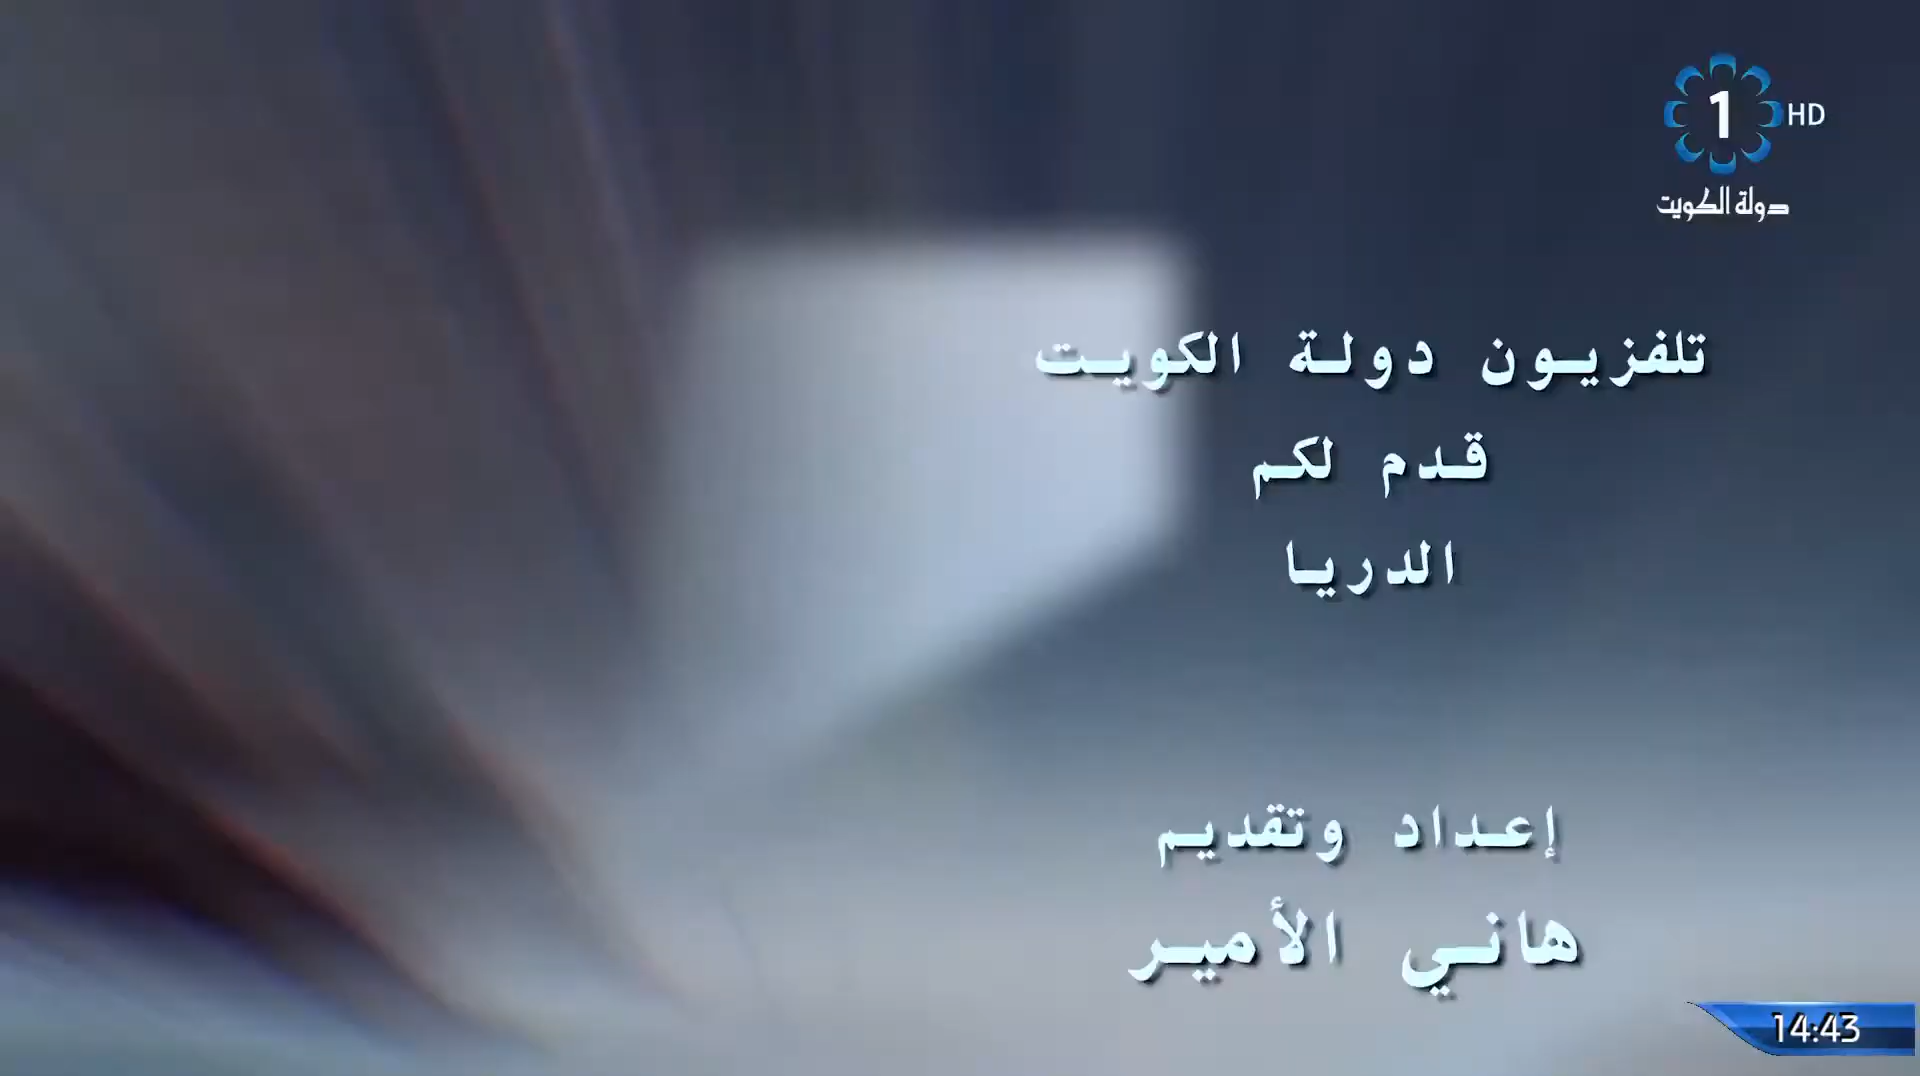 1 HD
دولة الكويت
تلفزيون دولة الكويت
قدم لكم
الدريا
إعداد وتقديم
هاني الأمير
14:43